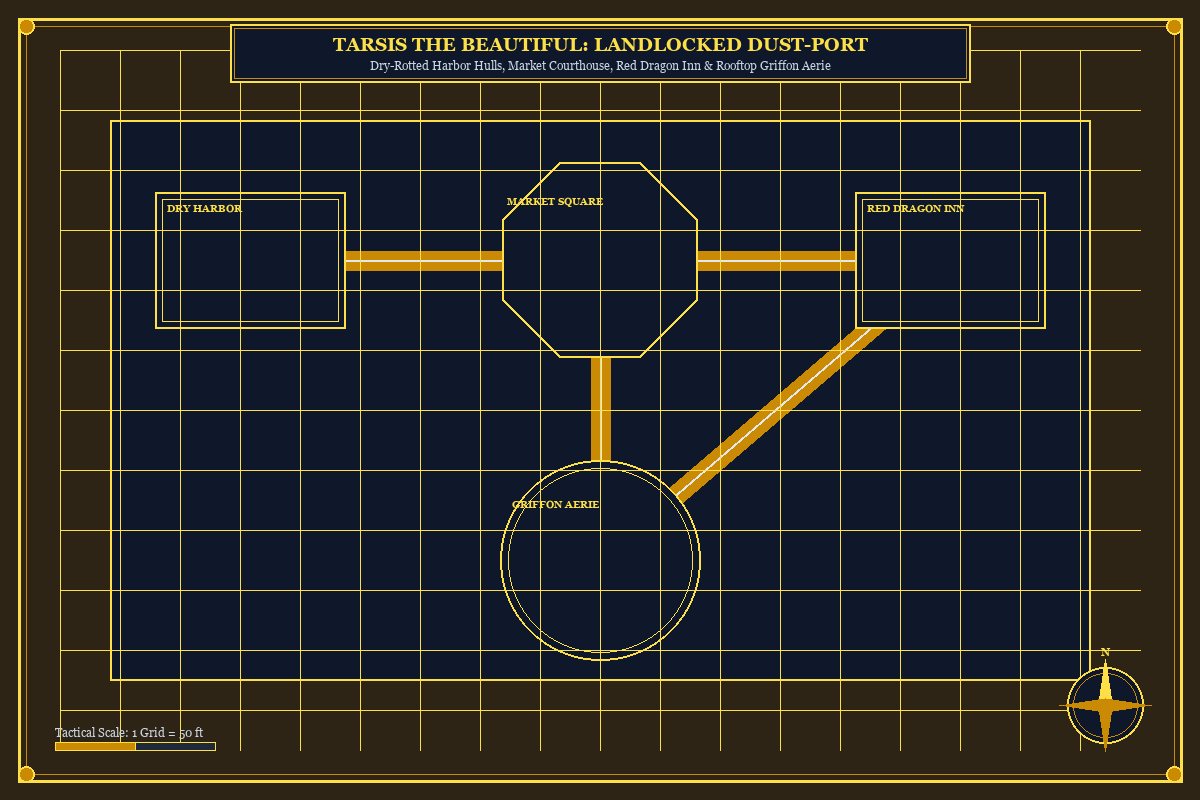 TARSIS THE BEAUTIFUL: LANDLOCKED DUST-PORT
Dry-Rotted Harbor Hulls, Market Courthouse, Red Dragon Inn & Rooftop Griffon Aerie
DRY HARBOR
MARKET SQUARE
RED DRAGON INN
GRIFFON AERIE
N
Tactical Scale: 1 Grid = 50 ft